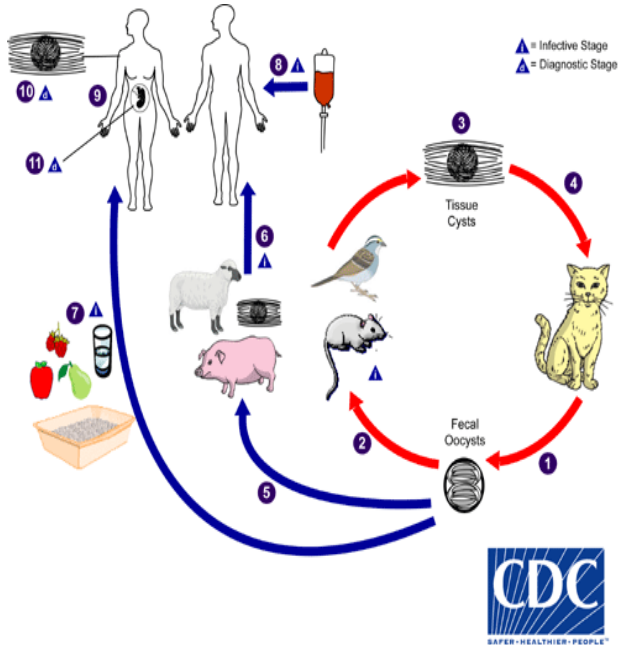 i = Infective Stage
d = Diagnostic Stage
8 i
10 d
9
3
11 d
Tissue
Cysts
4
6
i
7 i
i
Fecal
Oocysts
2
1
5
CDC
SAFER•HEALTHIER•PEOPLE™